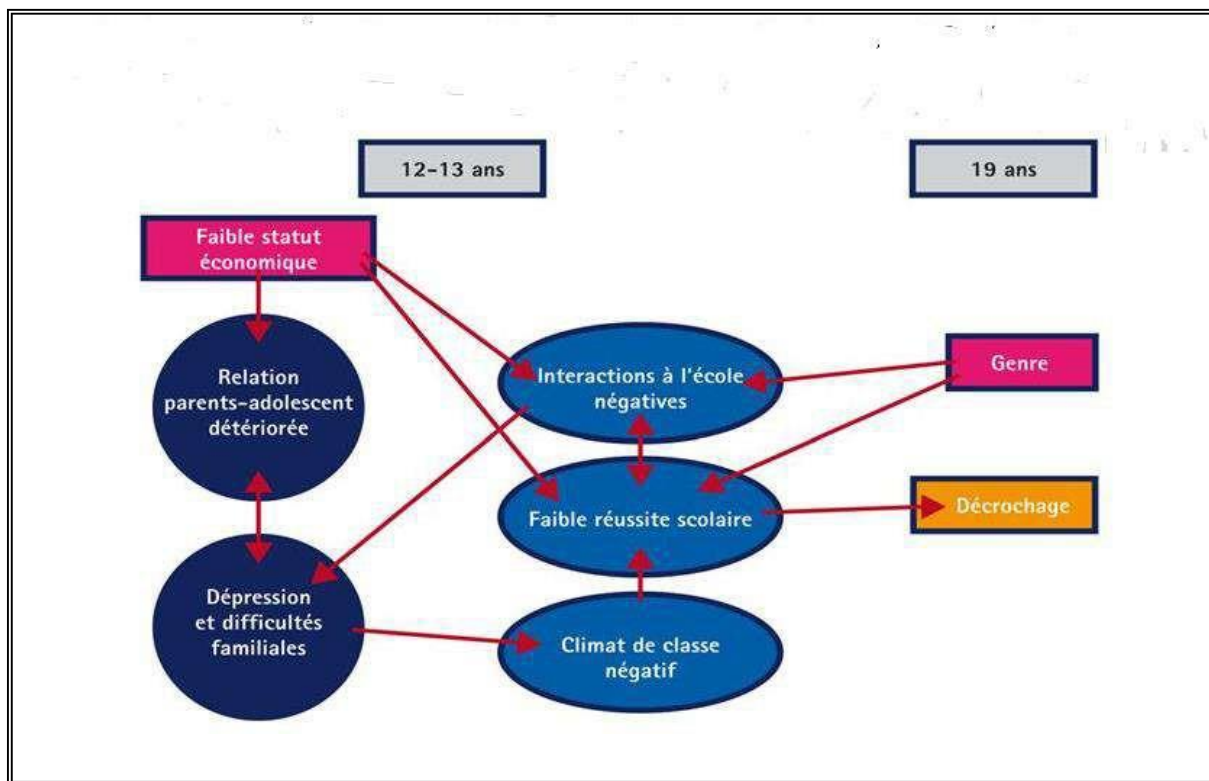 12-13 ans
19 ans
Faible statut
économique
Relation
parents-adolescent
détériorée
Interactions à l'école
négatives
Genre
Faible réussite scolaire
Décrochage
Dépression
et difficultés
familiales
Climat de classe
négatif